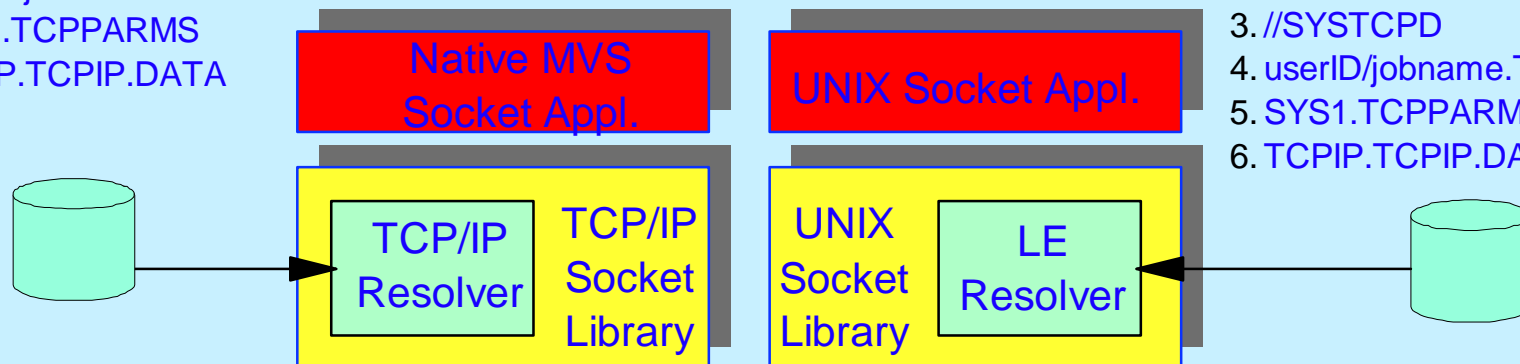 .TCPPARMS
P.TCPIP.DATA
Native MVS
Socket Appl.
UNIX Socket Appl.
3. //SYSTCPD
4. userID/jobname.T
5. SYS1.TCPPARM
6. TCPIP.TCPIP.DA
TCP/IP
Resolver
TCP/IP
Socket
Library
UNIX
Socket
Library
LE
Resolver